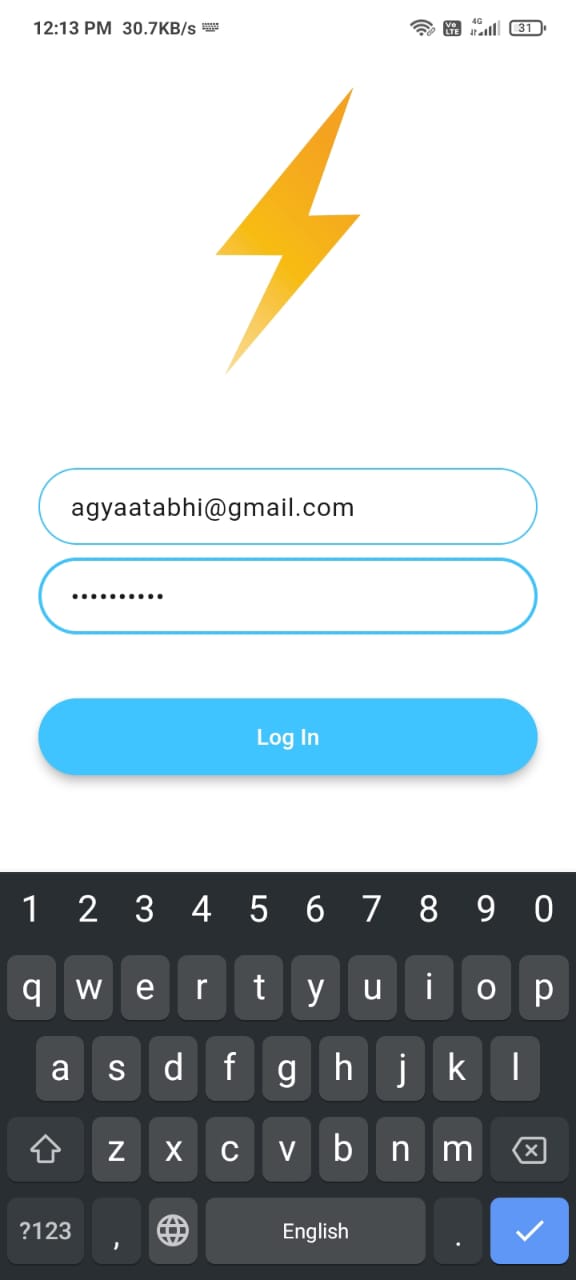 12:13 PM 30.7KB/s Vo LTE 4G 31
agyaatabhi@gmail.com
••••••••••
Log In
1 2 3 4 5 6 7 8 9 0
q w e r t y u i o p
a s d f g h j k l
z x c v b n m
?123 , English .